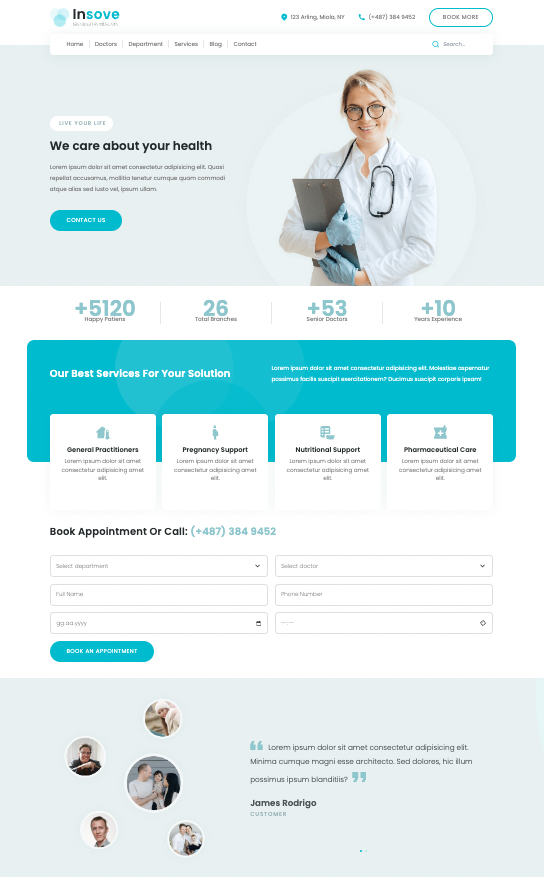 Insove
123 Arling, Miola, NY
(+487) 384 9452
BOOK MORE
Home
Doctors
Department
Services
Blog
Contact
Search...
LIVE YOUR LIFE
We care about your health
Lorem ipsum dolor sit amet consectetur adipisicing elit. Quasi
repellat accusamus, mollitia tenetur cumque quam commodi
atque alias sed iusto vel, ipsum ullam.
CONTACT US
+5120
Happy Patiens
26
Total Branches
+53
Senior Doctors
+10
Years Experience
Our Best Services For Your Solution
Lorem ipsum dolor sit amet consectetur adipisicing elit. Molestiae aspernatur
possimus facilis suscipit exercitationem? Ducimus suscipit corporis ipsam!
General Practitioners
Lorem ipsum dolor sit amet
consectetur adipisicing amet
elit.
Pregnancy Support
Lorem ipsum dolor sit amet
consectetur adipisicing amet
elit.
Nutritional Support
Lorem ipsum dolor sit amet
consectetur adipisicing amet
elit.
Pharmaceutical Care
Lorem ipsum dolor sit amet
consectetur adipisicing amet
elit.
Book Appointment Or Call: (+487) 384 9452
Select department
Select doctor
Full Name
Phone Number
gg.aa.yyyy
--:--
BOOK AN APPOINTMENT
❝ Lorem ipsum dolor sit amet consectetur adipisicing elit.
Minima cumque magni esse architecto. Sed dolores, hic illum
possimus ipsum blanditiis? ❞
James Rodrigo
CUSTOMER